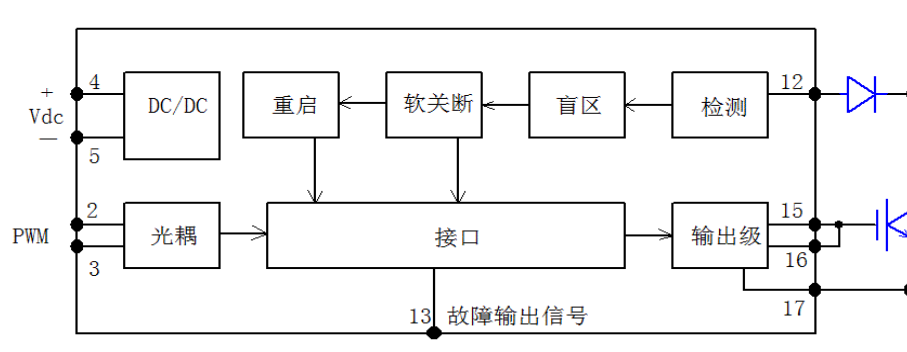 +
Vdc
—
4
5
DC/DC
重启
软关断
盲区
检测
12
PWM
2
3
光耦
接口
输出级
15
16
17
13 故障输出信号